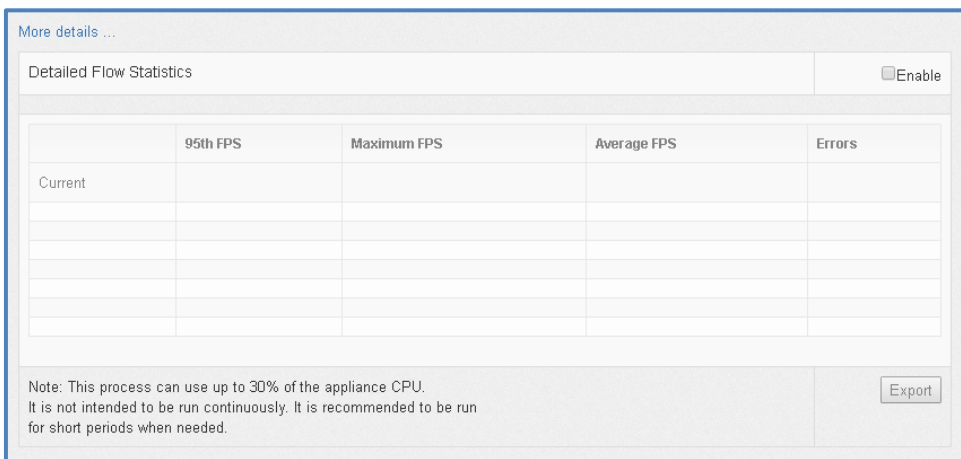 More details ...
Detailed Flow Statistics
Enable
95th FPS Maximum FPS Average FPS Errors
Current
Note: This process can use up to 30% of the appliance CPU.
It is not intended to be run continuously. It is recommended to be run
for short periods when needed.
Export